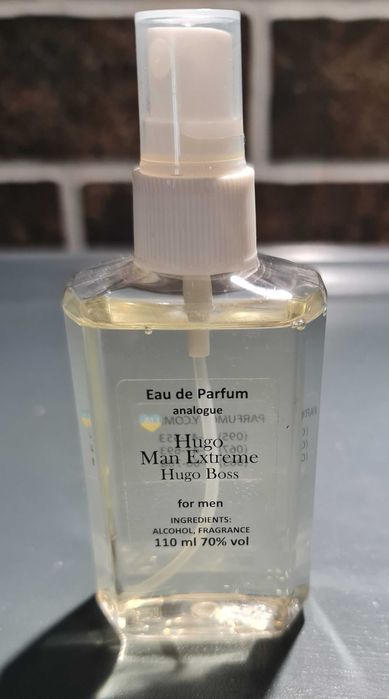 Eau de Parfum
analogue
Hugo
Man Extreme
Hugo Boss
for men
INGREDIENTS:
ALCOHOL, FRAGRANCE
110 ml 70% vol